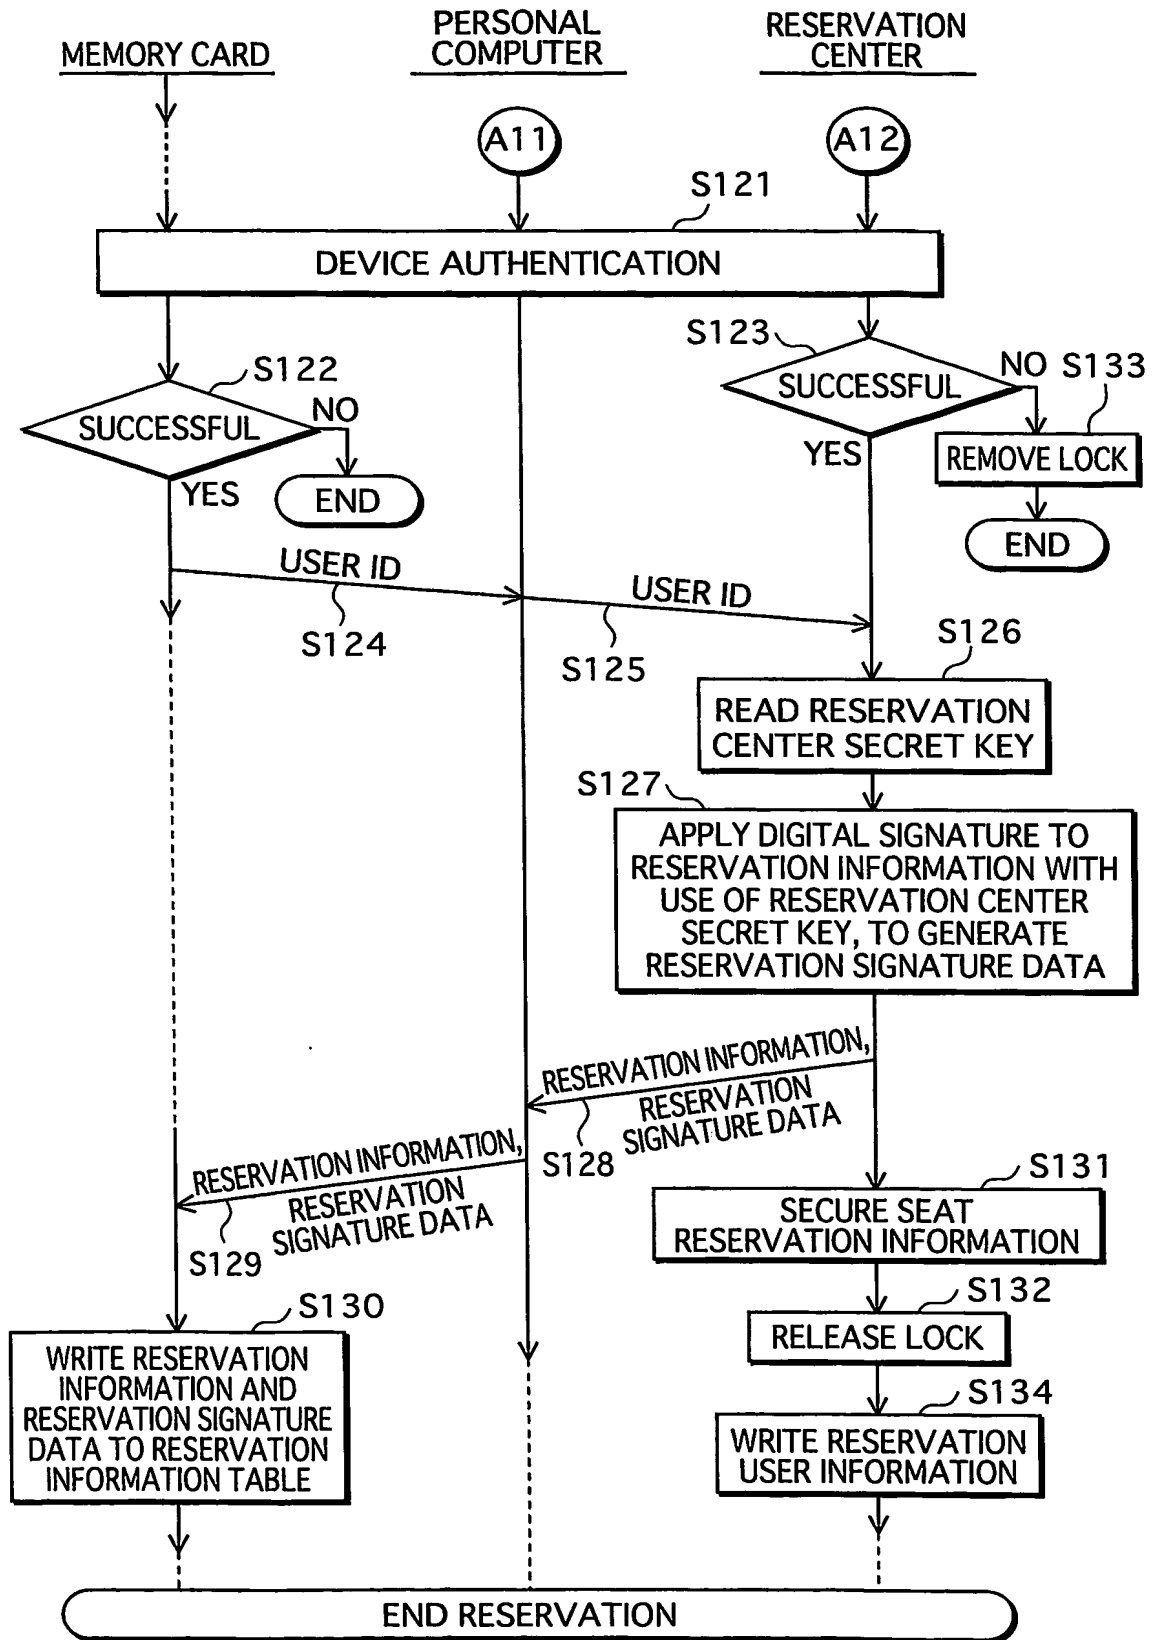 MEMORY CARD
PERSONAL
COMPUTER
RESERVATION
CENTER
A11
A12
S121
DEVICE AUTHENTICATION
S122
SUCCESSFUL
NO
YES
END
S123
SUCCESSFUL
NO
YES
S133
REMOVE LOCK
END
USER ID
S124
USER ID
S125
S126
READ RESERVATION
CENTER SECRET KEY
S127
APPLY DIGITAL SIGNATURE TO
RESERVATION INFORMATION WITH
USE OF RESERVATION CENTER
SECRET KEY, TO GENERATE
RESERVATION SIGNATURE DATA
RESERVATION INFORMATION,
RESERVATION
SIGNATURE DATA
S128
RESERVATION INFORMATION,
RESERVATION
SIGNATURE DATA
S129
S131
SECURE SEAT
RESERVATION INFORMATION
S130
WRITE RESERVATION
INFORMATION AND
RESERVATION SIGNATURE
DATA TO RESERVATION
INFORMATION TABLE
S132
RELEASE LOCK
S134
WRITE RESERVATION
USER INFORMATION
END RESERVATION